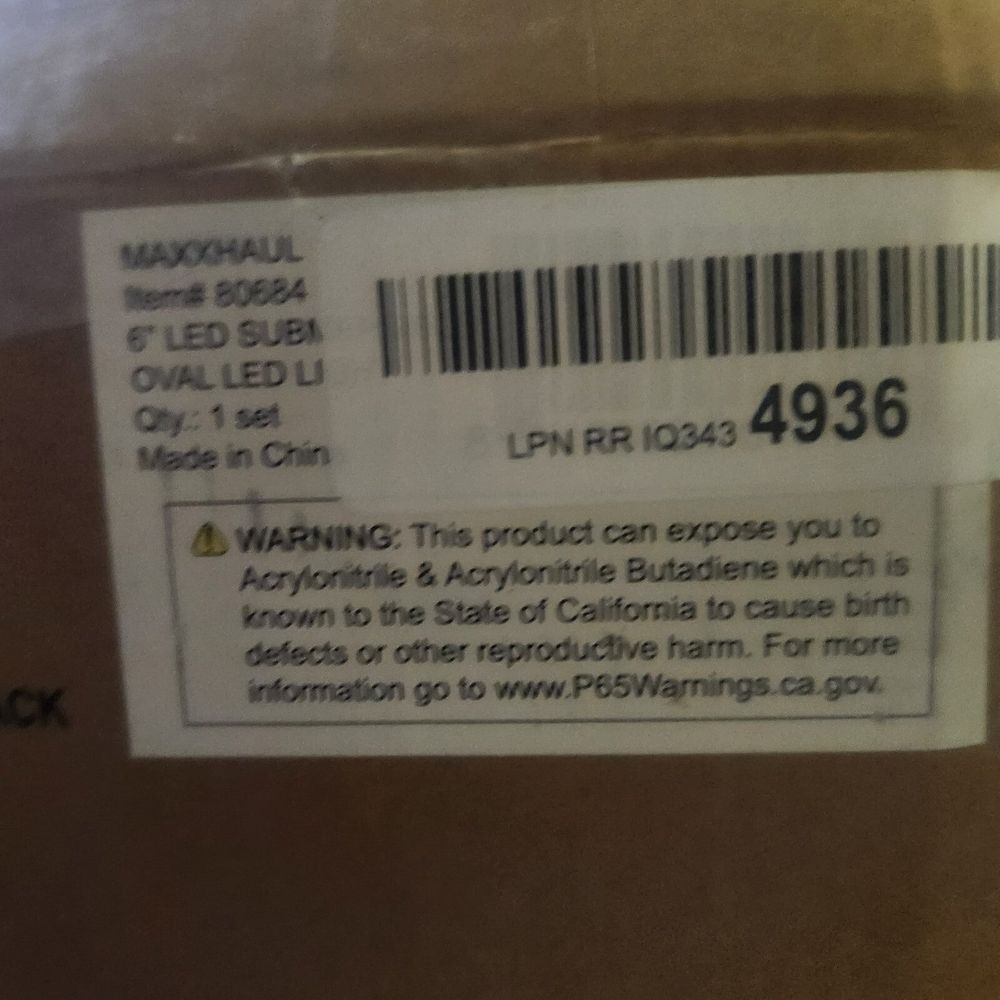 MAXXHAUL
Item# 80684
6" LED SUBM
OVAL LED LI
Qty.: 1 set
Made in Chin
LPN RR IQ343 4936
⚠ WARNING: This product can expose you to
Acrylonitrile & Acrylonitrile Butadiene which is
known to the State of California to cause birth
defects or other reproductive harm. For more
information go to www.P65Warnings.ca.gov.
ACK